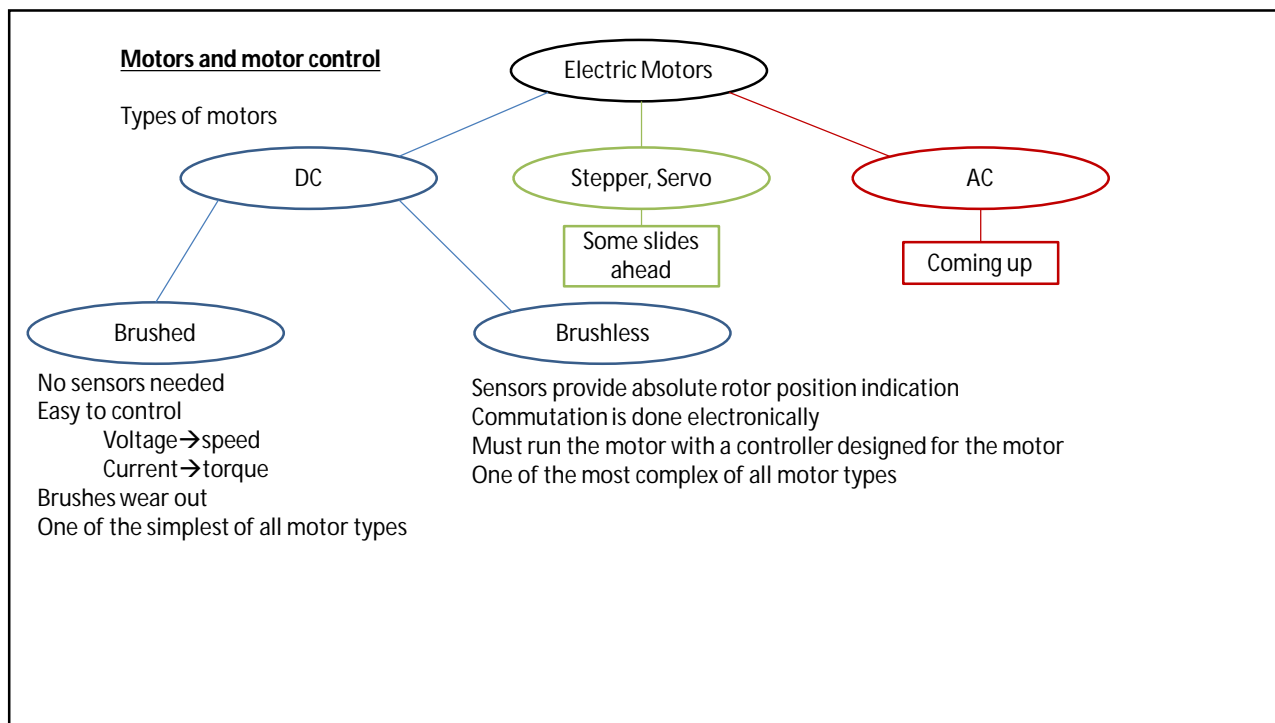 Motors and motor control
Electric Motors
Types of motors
DC
Stepper, Servo
AC
Some slides
ahead
Coming up
Brushed
Brushless
No sensors needed
Easy to control
Voltage→speed
Current→torque
Brushes wear out
One of the simplest of all motor types
Sensors provide absolute rotor position indication
Commutation is done electronically
Must run the motor with a controller designed for the motor
One of the most complex of all motor types